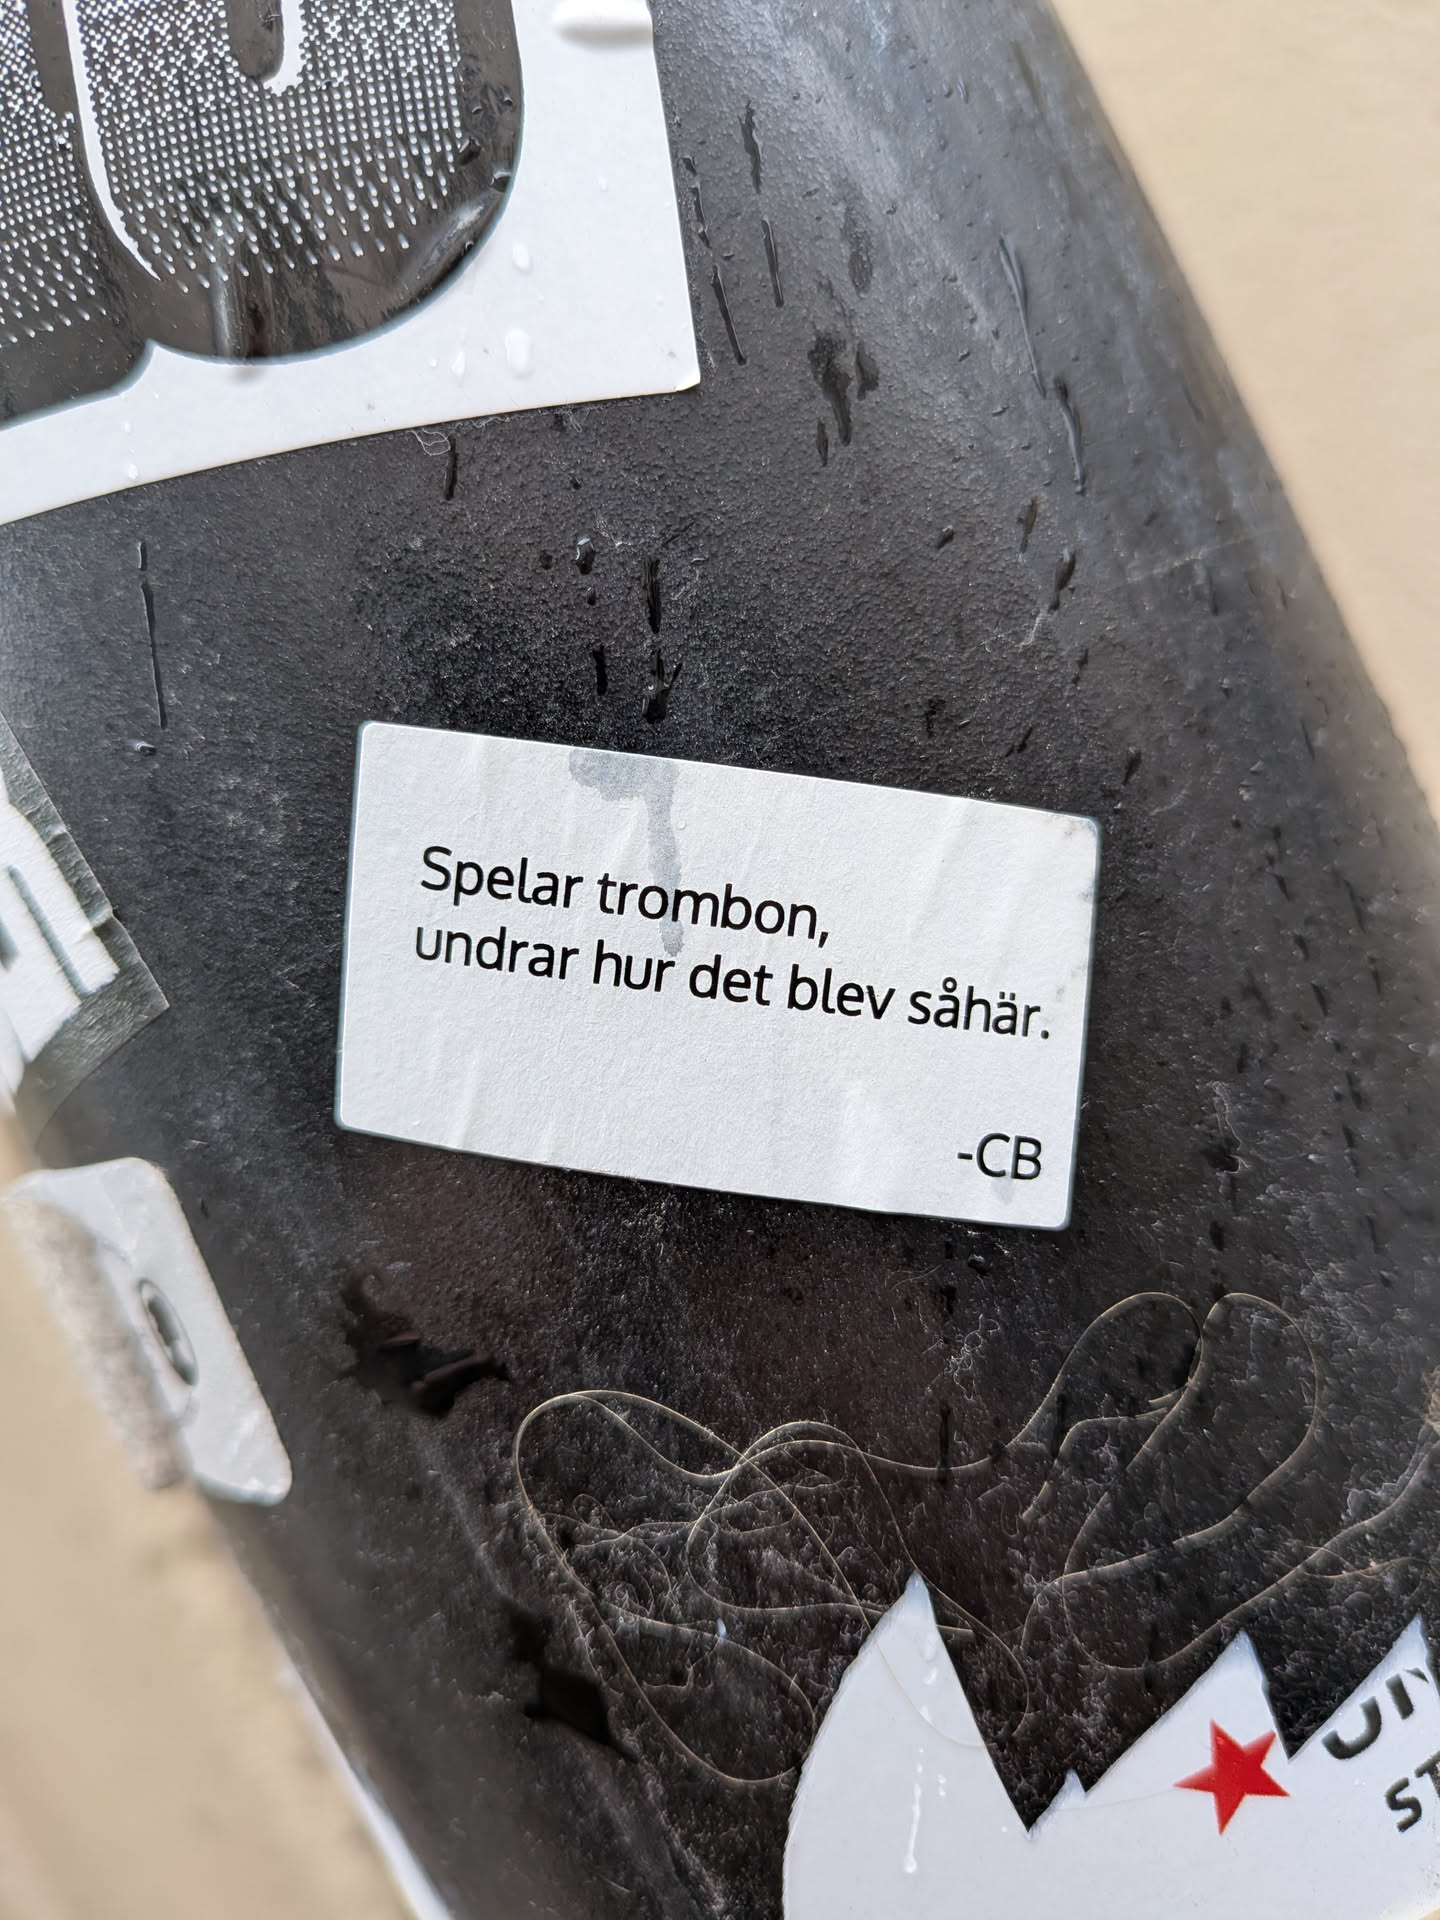 Spelar trombon,
undrar hur det blev såhär.
-CB